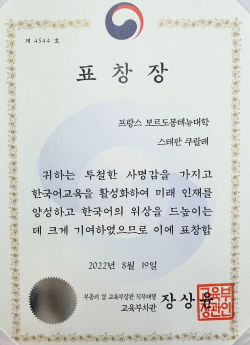 제 4544 호
표 창 장
프랑스 보르도몽테뉴대학
스테판 쿠랄레
귀하는 투철한 사명감을 가지고
한국어교육을 활성화하여 미래 인재를
양성하고 한국어의 위상을 드높이는
데 크게 기여하였으므로 이에 표창함
2022년 8월 19일
부총리 겸 교육부장관 직무대행
교육부차관 장상윤